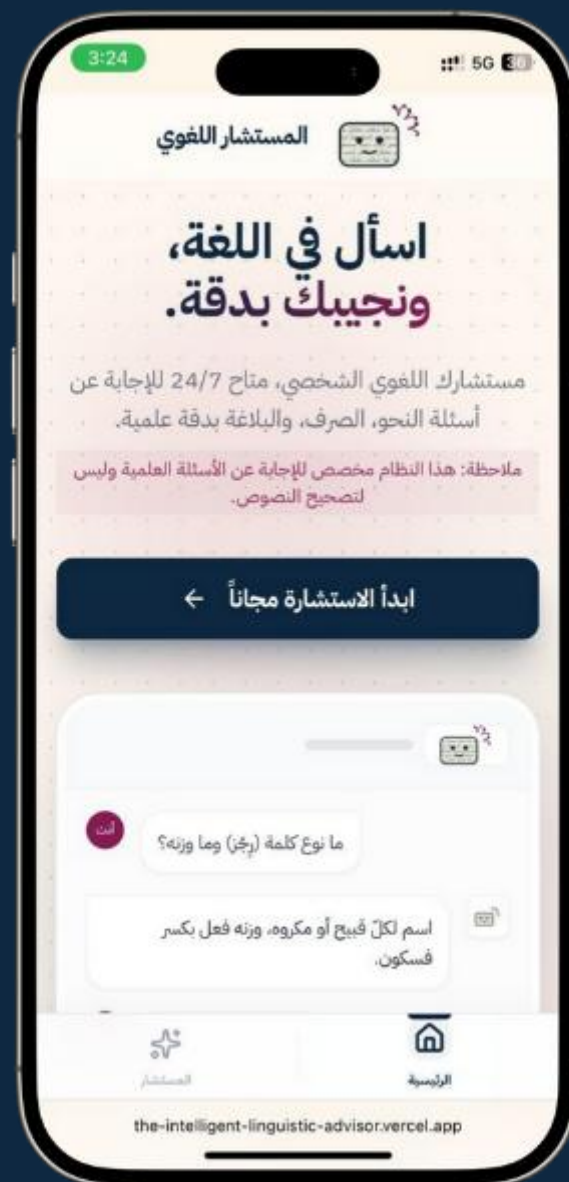 3:24
5G 36
المستشار اللغوي
اسأل في اللغة،
ونجيبك بدقة.
مستشارك اللغوي الشخصي، متاح 24/7 للإجابة عن
أسئلة النحو، الصرف، والبلاغة بدقة علمية.
ملاحظة: هذا النظام مخصص للإجابة عن الأسئلة العلمية وليس
لتصحيح النصوص.
ابدأ الاستشارة مجاناً ←
أنت
ما نوع كلمة (رِجْز) وما وزنه؟
اسم لكلّ قبيح أو مكروه، وزنه فعل بكسر
فسكون.
الرئيسية
المستشار
the-intelligent-linguistic-advisor.vercel.app